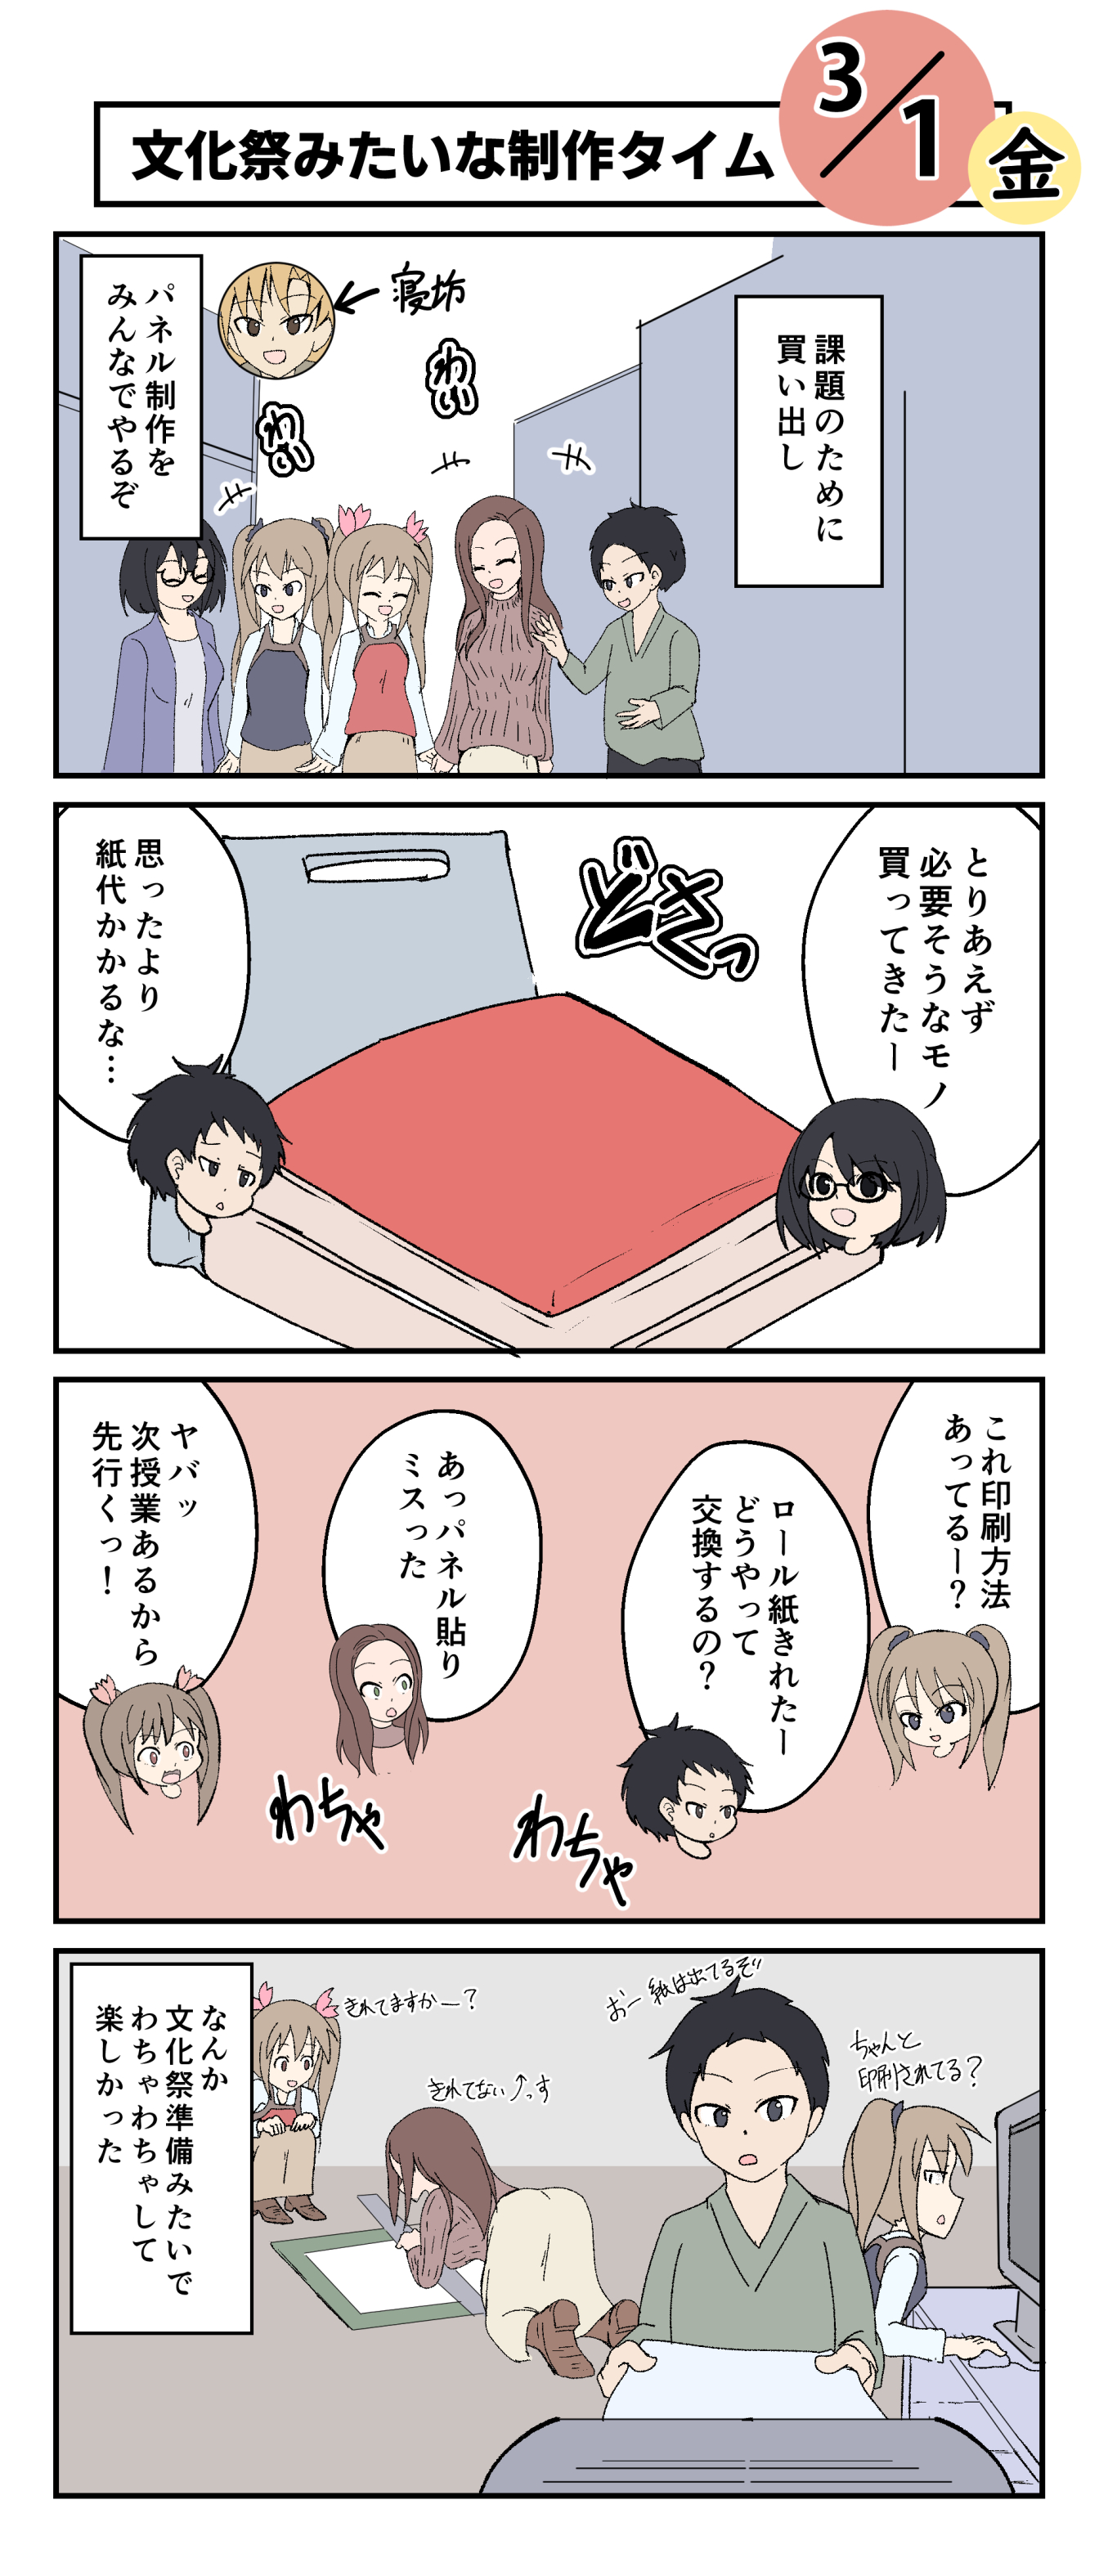 文化祭みたいな制作タイム
3/1
金
課題のために
買い出し
寝坊
わい
わい
パネル制作を
みんなでやるぞ
とりあえず
必要そうなモノ
買ってきたー
どさっ
思ったより
紙代かかるな…
これ印刷方法
あってるー?
ロール紙きれたー
どうやって
交換するの?
あっパネル貼り
ミスった
ヤバッ
次授業あるから
先行くっ!
わちゃ
わちゃ
ちゃんと
印刷されてる?
おー紙は出てるぞ
きれてますかー?
きれてない↗っす
なんか
文化祭準備みたいで
わちゃわちゃして
楽しかった